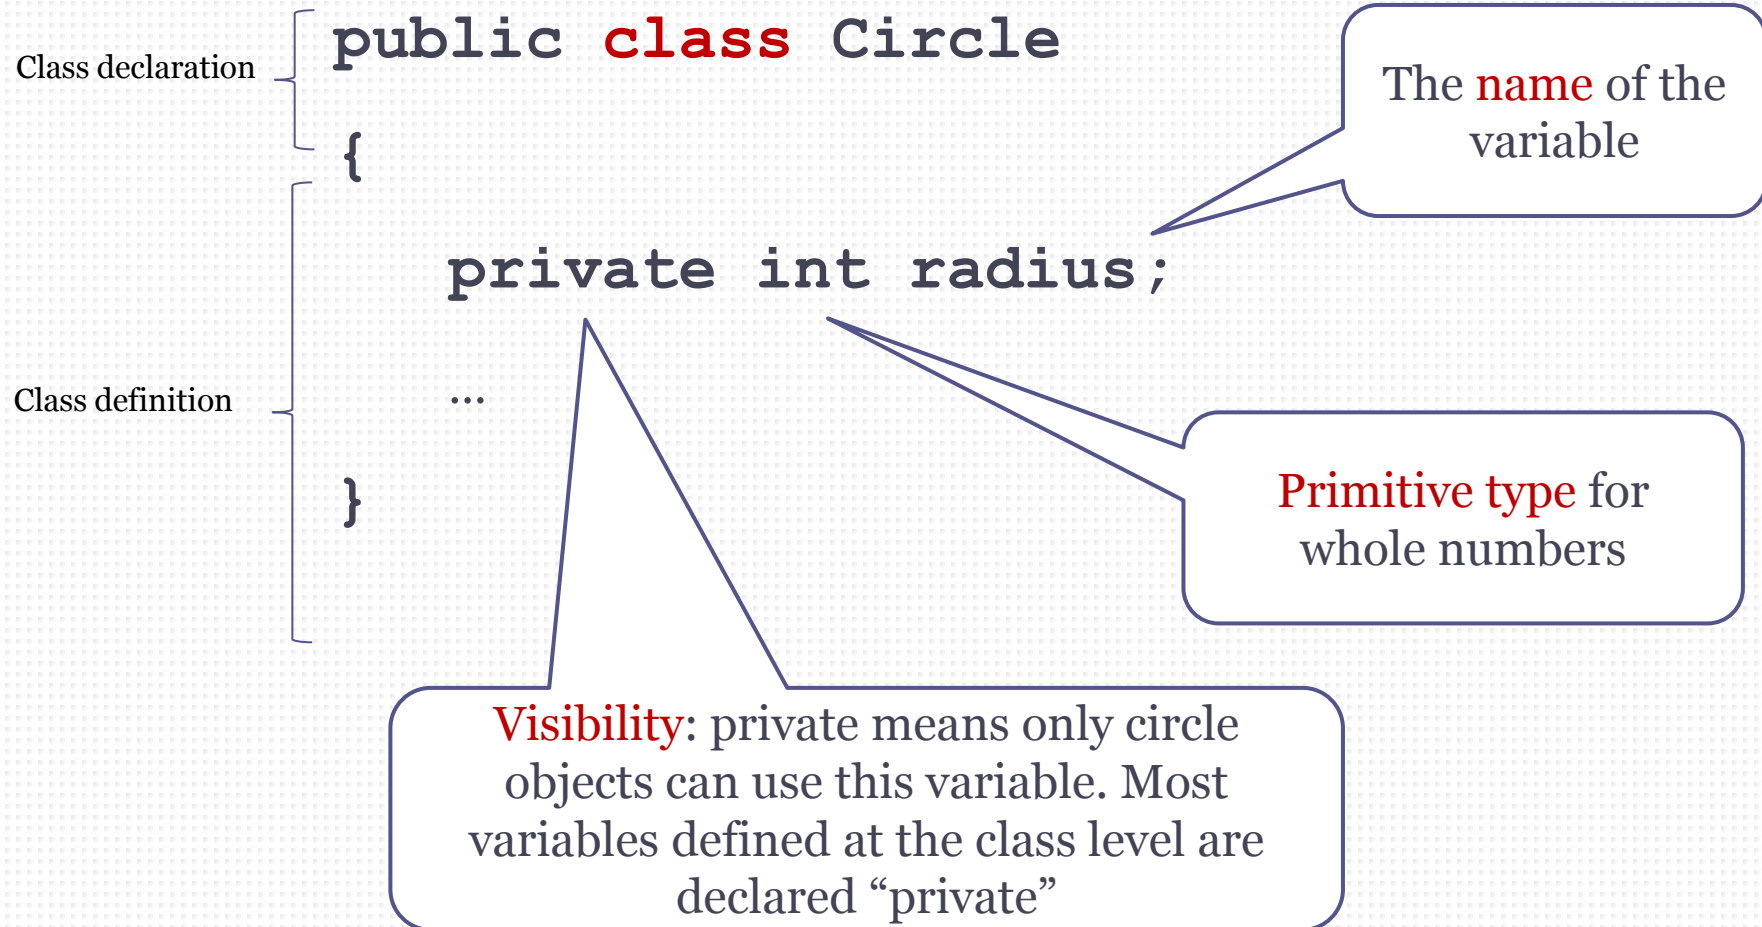 public class Circle
Class declaration
{
The name of the
variable
private int radius;
Class definition
…
}
Primitive type for
whole numbers
Visibility: private means only circle
objects can use this variable. Most
variables defined at the class level are
declared “private”